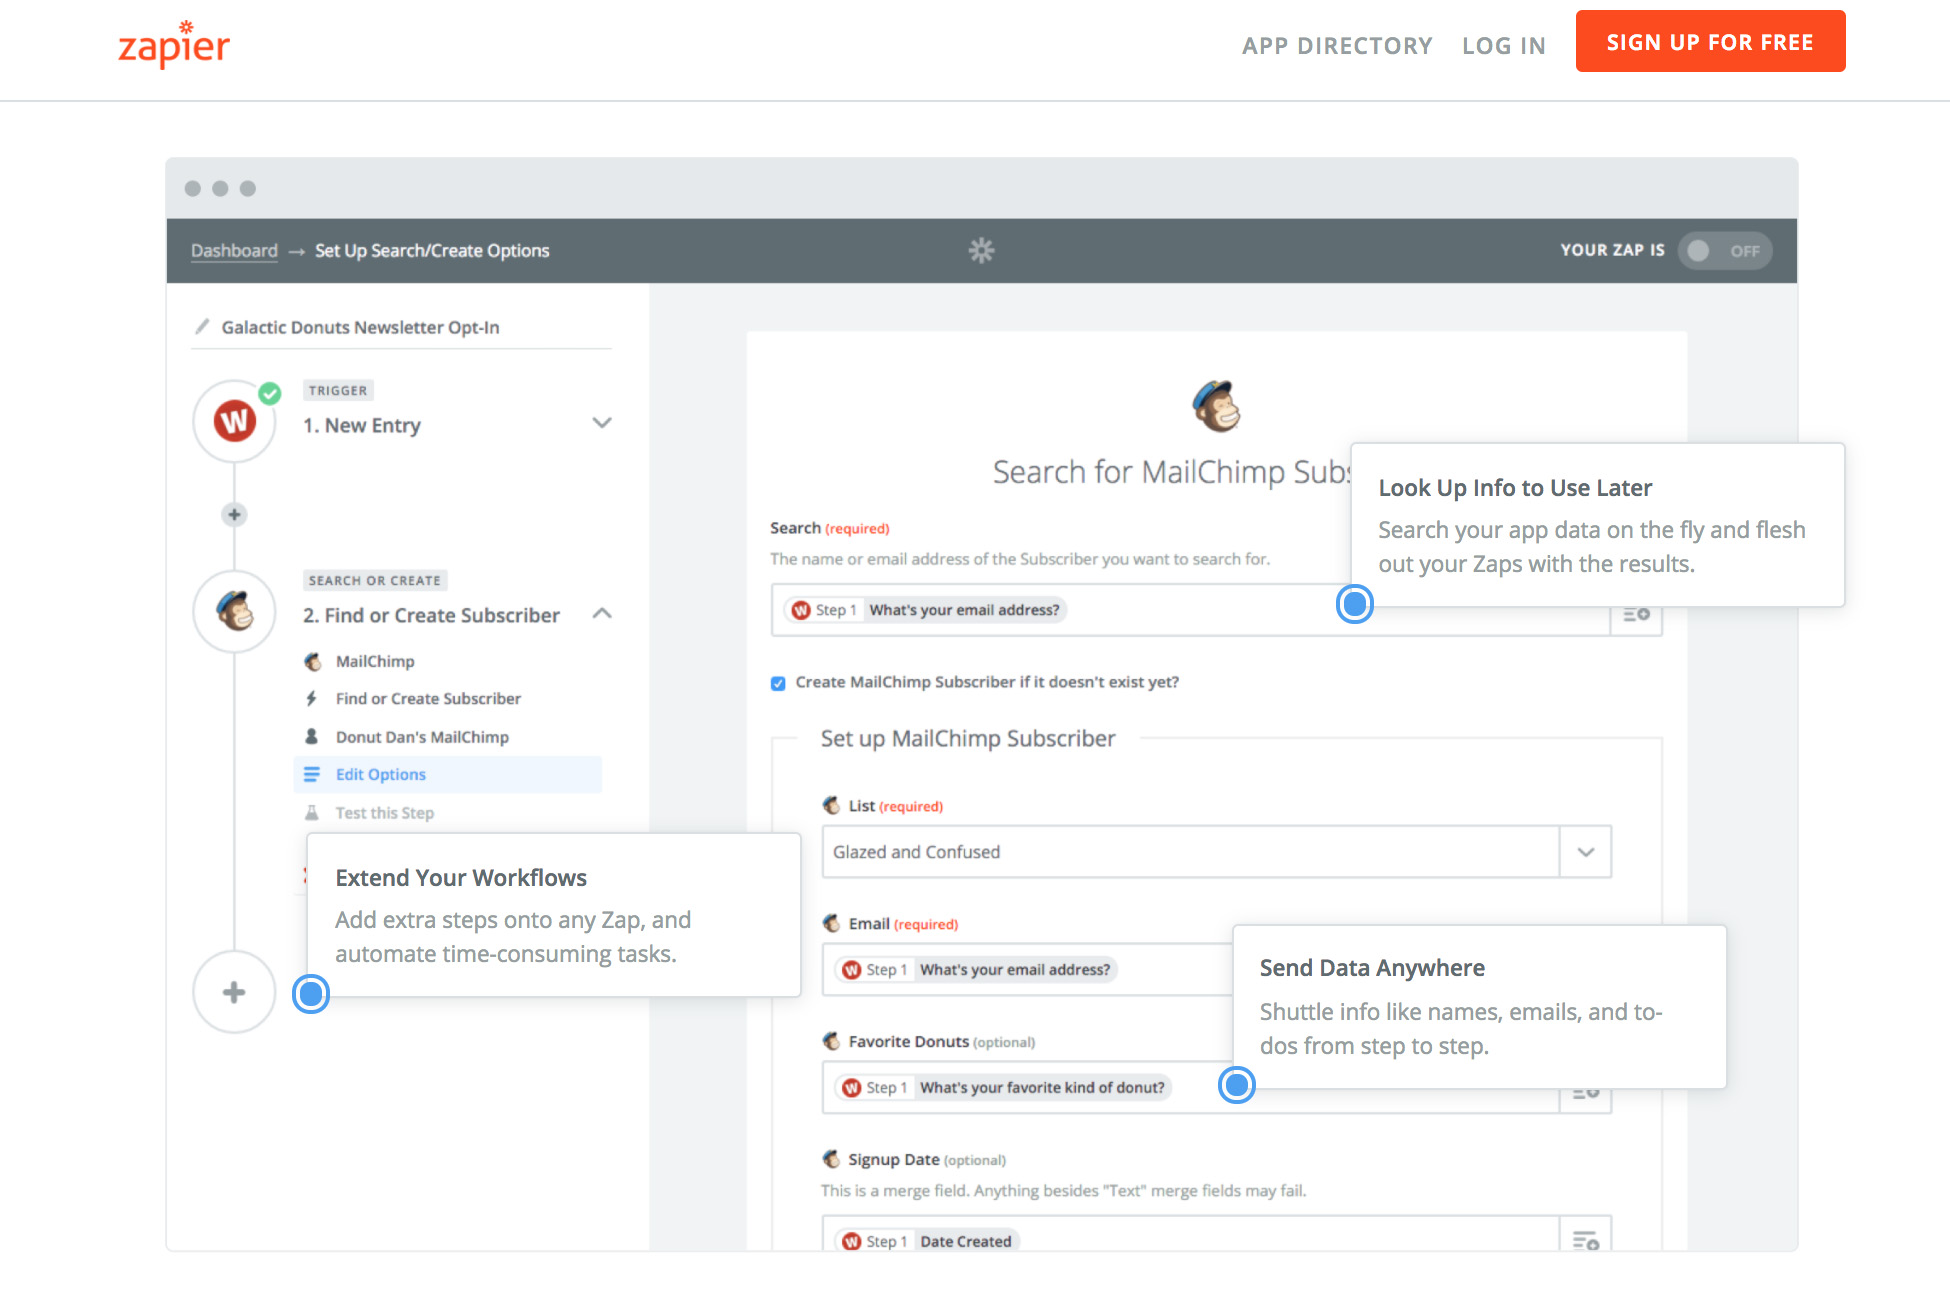 zapier
APP DIRECTORY
LOG IN
SIGN UP FOR FREE
Dashboard → Set Up Search/Create Options
YOUR ZAP IS
OFF
Galactic Donuts Newsletter Opt-In
TRIGGER
1. New Entry
SEARCH OR CREATE
2. Find or Create Subscriber
MailChimp
Find or Create Subscriber
Donut Dan's MailChimp
Edit Options
Test this Step
Extend Your Workflows
Add extra steps onto any Zap, and
automate time-consuming tasks.
Search for MailChimp Subs
Look Up Info to Use Later
Search your app data on the fly and flesh
out your Zaps with the results.
Search (required)
The name or email address of the Subscriber you want to search for.
Step 1 What's your email address?
Create MailChimp Subscriber if it doesn't exist yet?
Set up MailChimp Subscriber
List (required)
Glazed and Confused
Email (required)
Step 1 What's your email address?
Send Data Anywhere
Shuttle info like names, emails, and to-
dos from step to step.
Favorite Donuts (optional)
Step 1 What's your favorite kind of donut?
Signup Date (optional)
This is a merge field. Anything besides "Text" merge fields may fail.
Step 1 Date Created